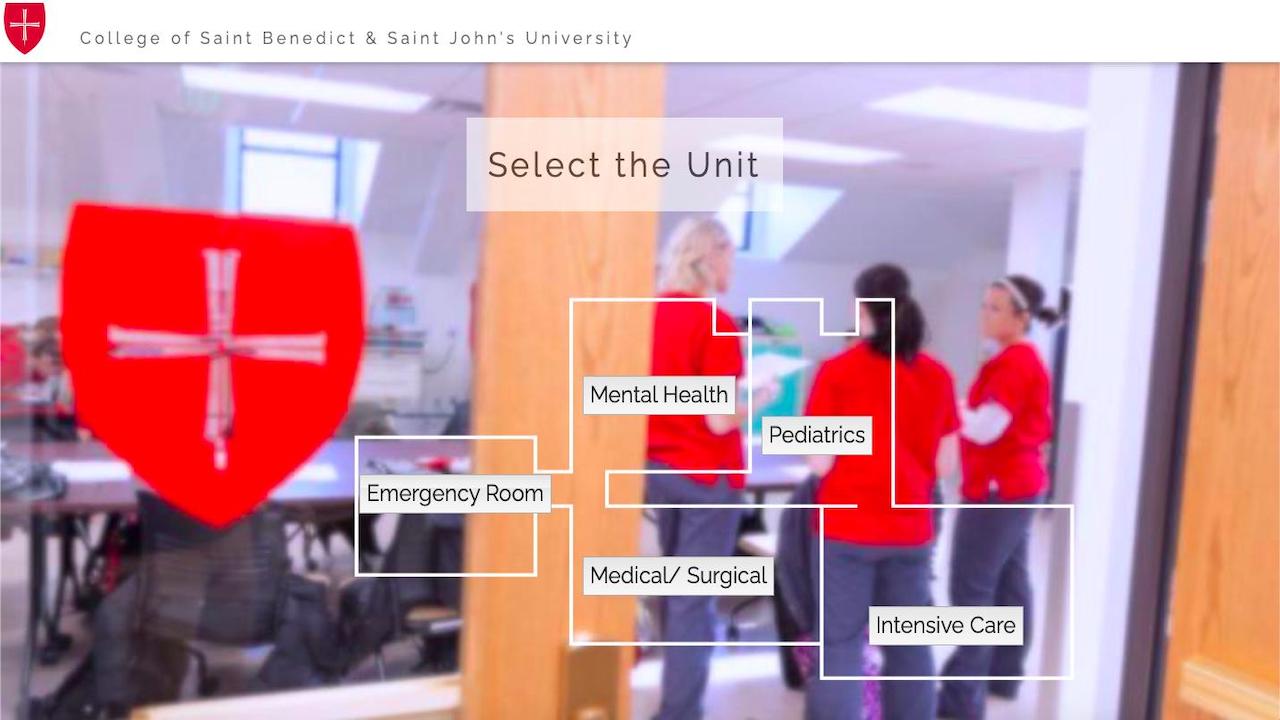 College of Saint Benedict & Saint John's University
Select the Unit
Mental Health
Pediatrics
Emergency Room
Medical/ Surgical
Intensive Care